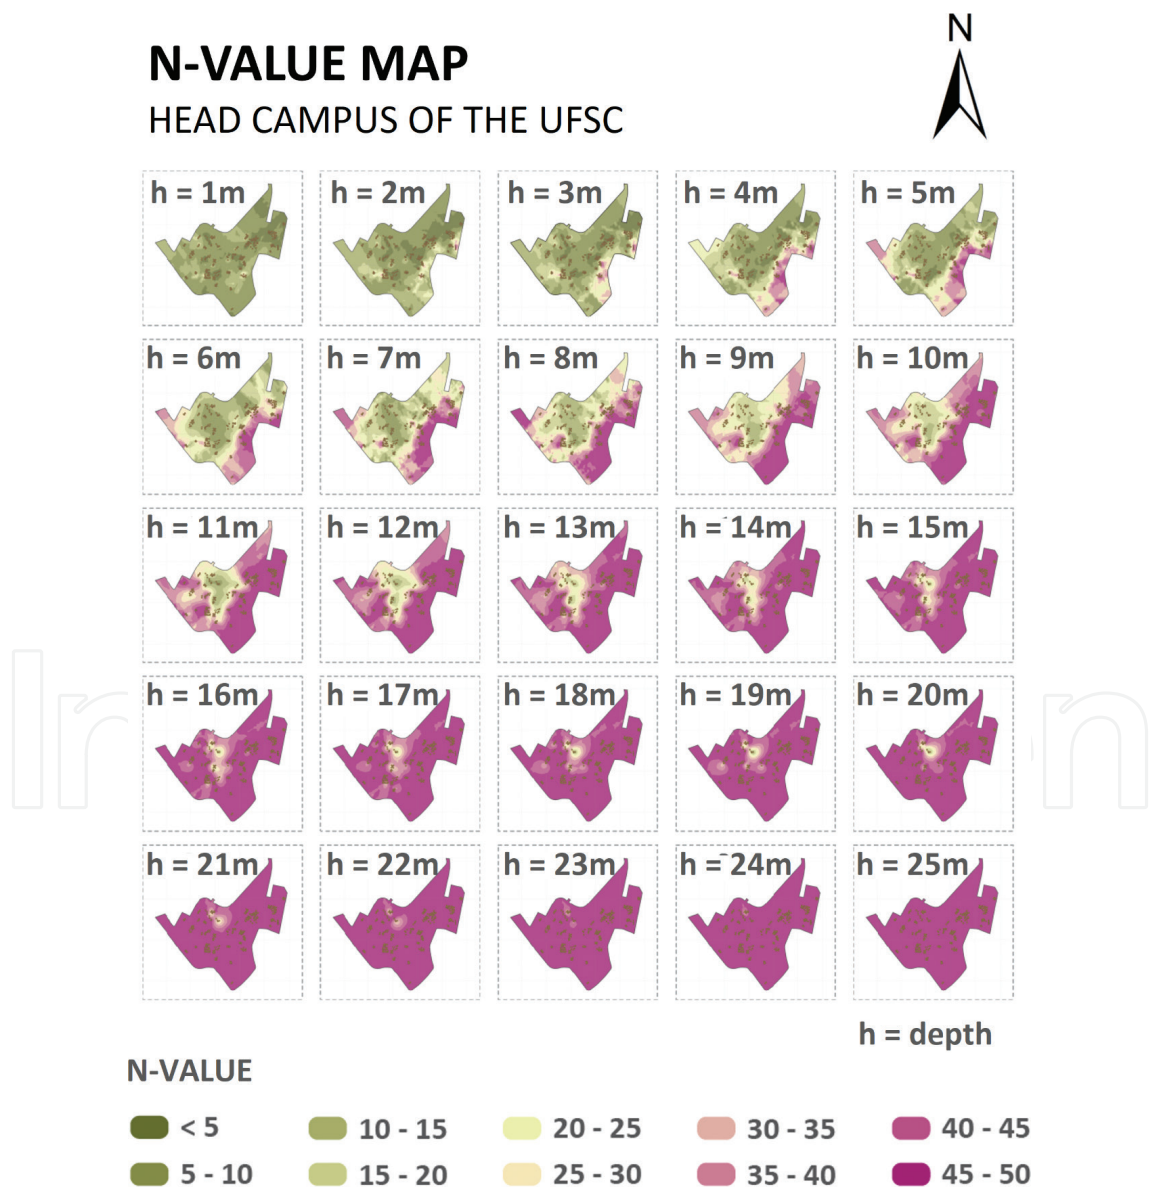 N
N-VALUE MAP
HEAD CAMPUS OF THE UFSC
h = 1m
h = 2m
h = 3m
h = 4m
h = 5m
h = 6m
h = 7m
h = 8m
h = 9m
h = 10m
h = 11m
h = 12m
h = 13m
h = 14m
h = 15m
h = 16m
h = 17m
h = 18m
h = 19m
h = 20m
h = 21m
h = 22m
h = 23m
h = 24m
h = 25m
h = depth
N-VALUE
< 5
10 - 15
20 - 25
30 - 35
40 - 45
5 - 10
15 - 20
25 - 30
35 - 40
45 - 50